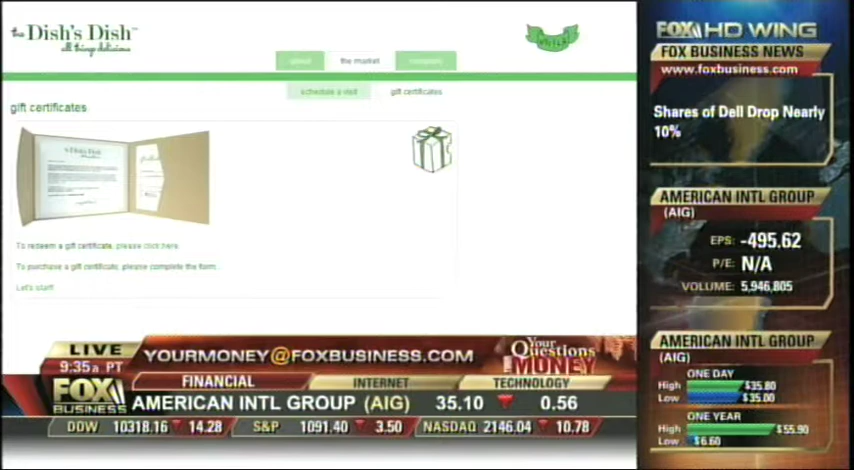 the Dish's Dish™
all things delicious
the market
contact
schedule a visit
gift certificates
gift certificates
To redeem a gift certificate, please click here.
To purchase a gift certificate, please complete the form.
Let's start!
LIVE
9:35a PT
YOURMONEY@FOXBUSINESS.COM
Your Questions
Your MONEY
FINANCIAL
INTERNET
TECHNOLOGY
FOX BUSINESS
AMERICAN INTL GROUP (AIG) 35.10 0.56
DOW 10318.16 14.28 S&P 1091.40 3.50 NASDAQ 2146.04 10.78
FOX HD WING
FOX BUSINESS NEWS
www.foxbusiness.com
Shares of Dell Drop Nearly
10%
AMERICAN INTL GROUP
(AIG)
EPS: -495.62
P/E: N/A
VOLUME: 5,946,805
AMERICAN INTL GROUP
(AIG)
ONE DAY
High $35.80
Low $35.00
ONE YEAR
High $55.90
Low $6.60